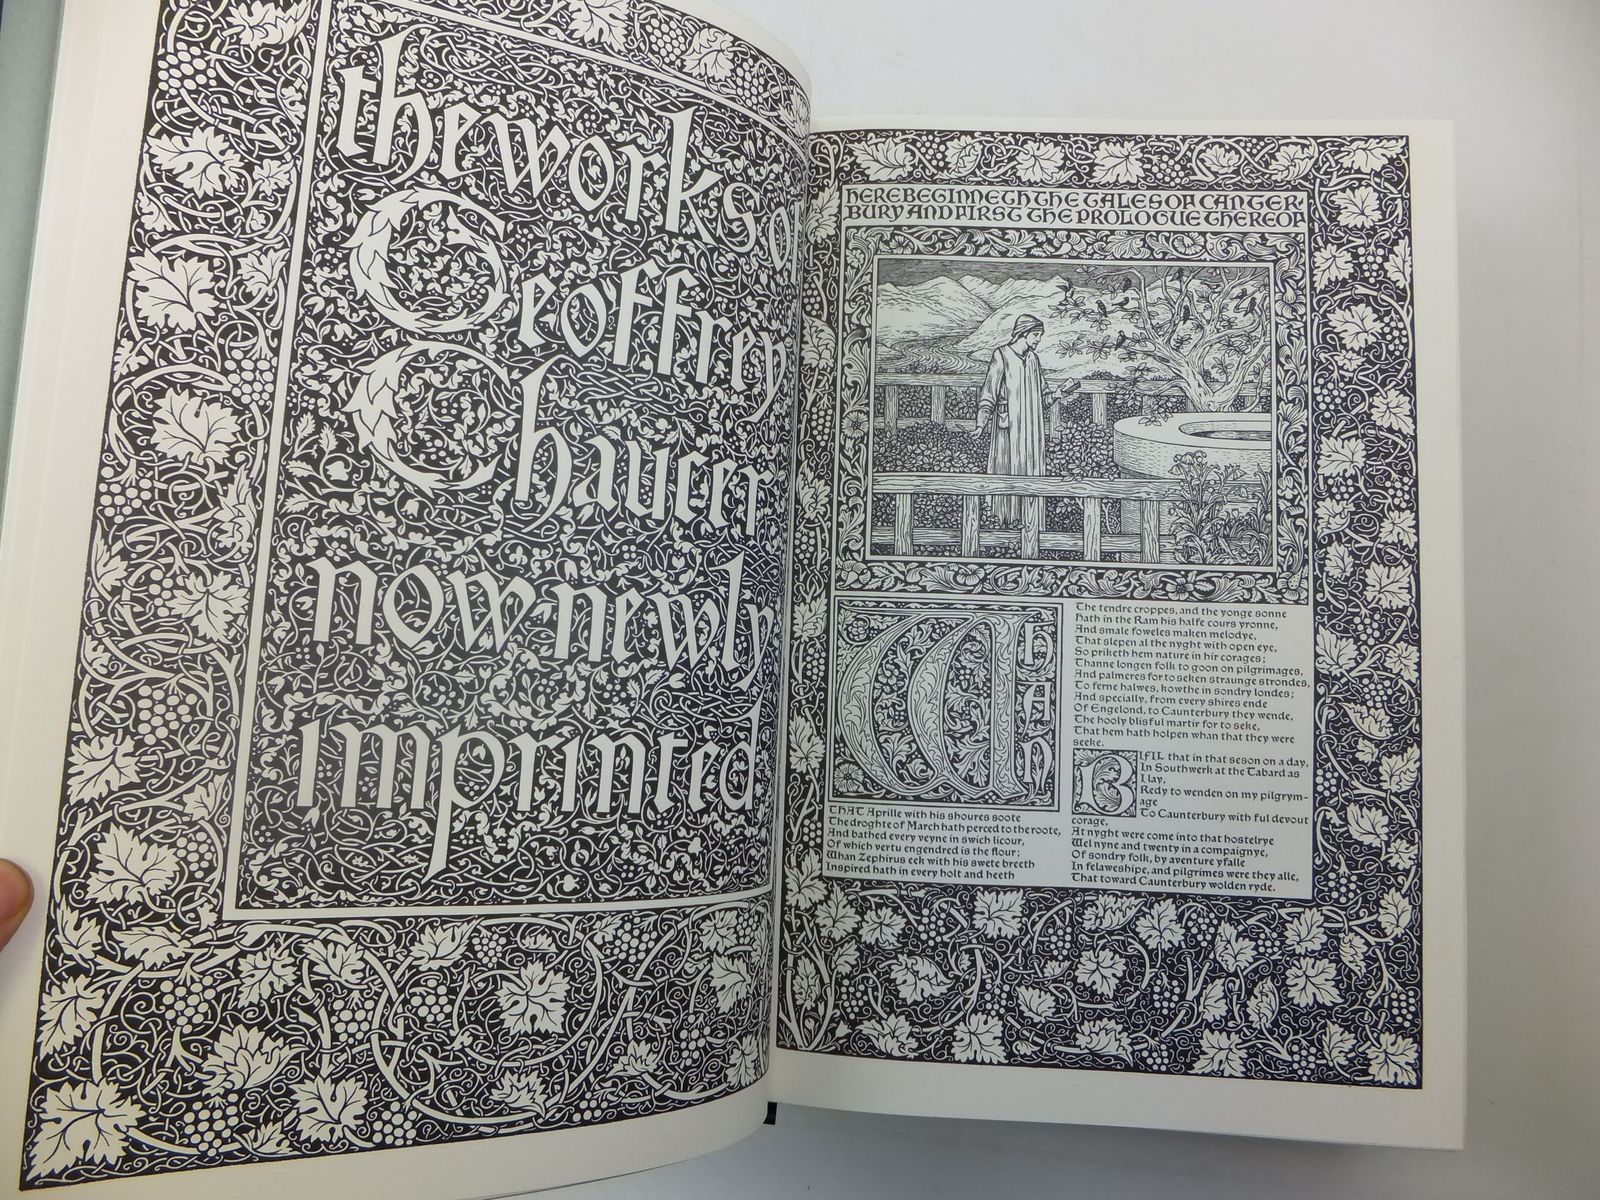 the works of
Geoffrey
Chaucer
now newly
imprinted
HERE BEGINNETH THE TALES OF CANTER-
BURY AND FIRST THE PROLOGUE THEREOF
WHAN
THAT Aprille with his shoures soote
The droghte of March hath perced to the roote,
And bathed every veyne in swich licour,
Of which vertu engendred is the flour;
Whan Zephirus eek with his swete breeth
Inspired hath in every holt and heeth
The tendre croppes, and the yonge sonne
Hath in the Ram his halfe cours yronne,
And smale foweles maken melodye,
That slepen al the nyght with open eye,
So priketh hem nature in hir corages;
Thanne longen folk to goon on pilgrimages,
And palmeres for to seken straunge strondes,
To ferne halwes, kowthe in sondry londes;
And specially, from every shires ende
Of Engelond, to Caunterbury they wende,
The hooly blisful martir for to seke,
That hem hath holpen whan that they were
seeke.
BIFIL that in that seson on a day,
In Southwerk at the Tabard as
I lay,
Redy to wenden on my pilgrym-
age
To Caunterbury with ful devout
corage,
At nyght were come into that hostelrye
Wel nyne and twenty in a compaignye,
Of sondry folk, by aventure yfalle
In felaweshipe, and pilgrimes were they alle,
That toward Caunterbury wolden ryde.